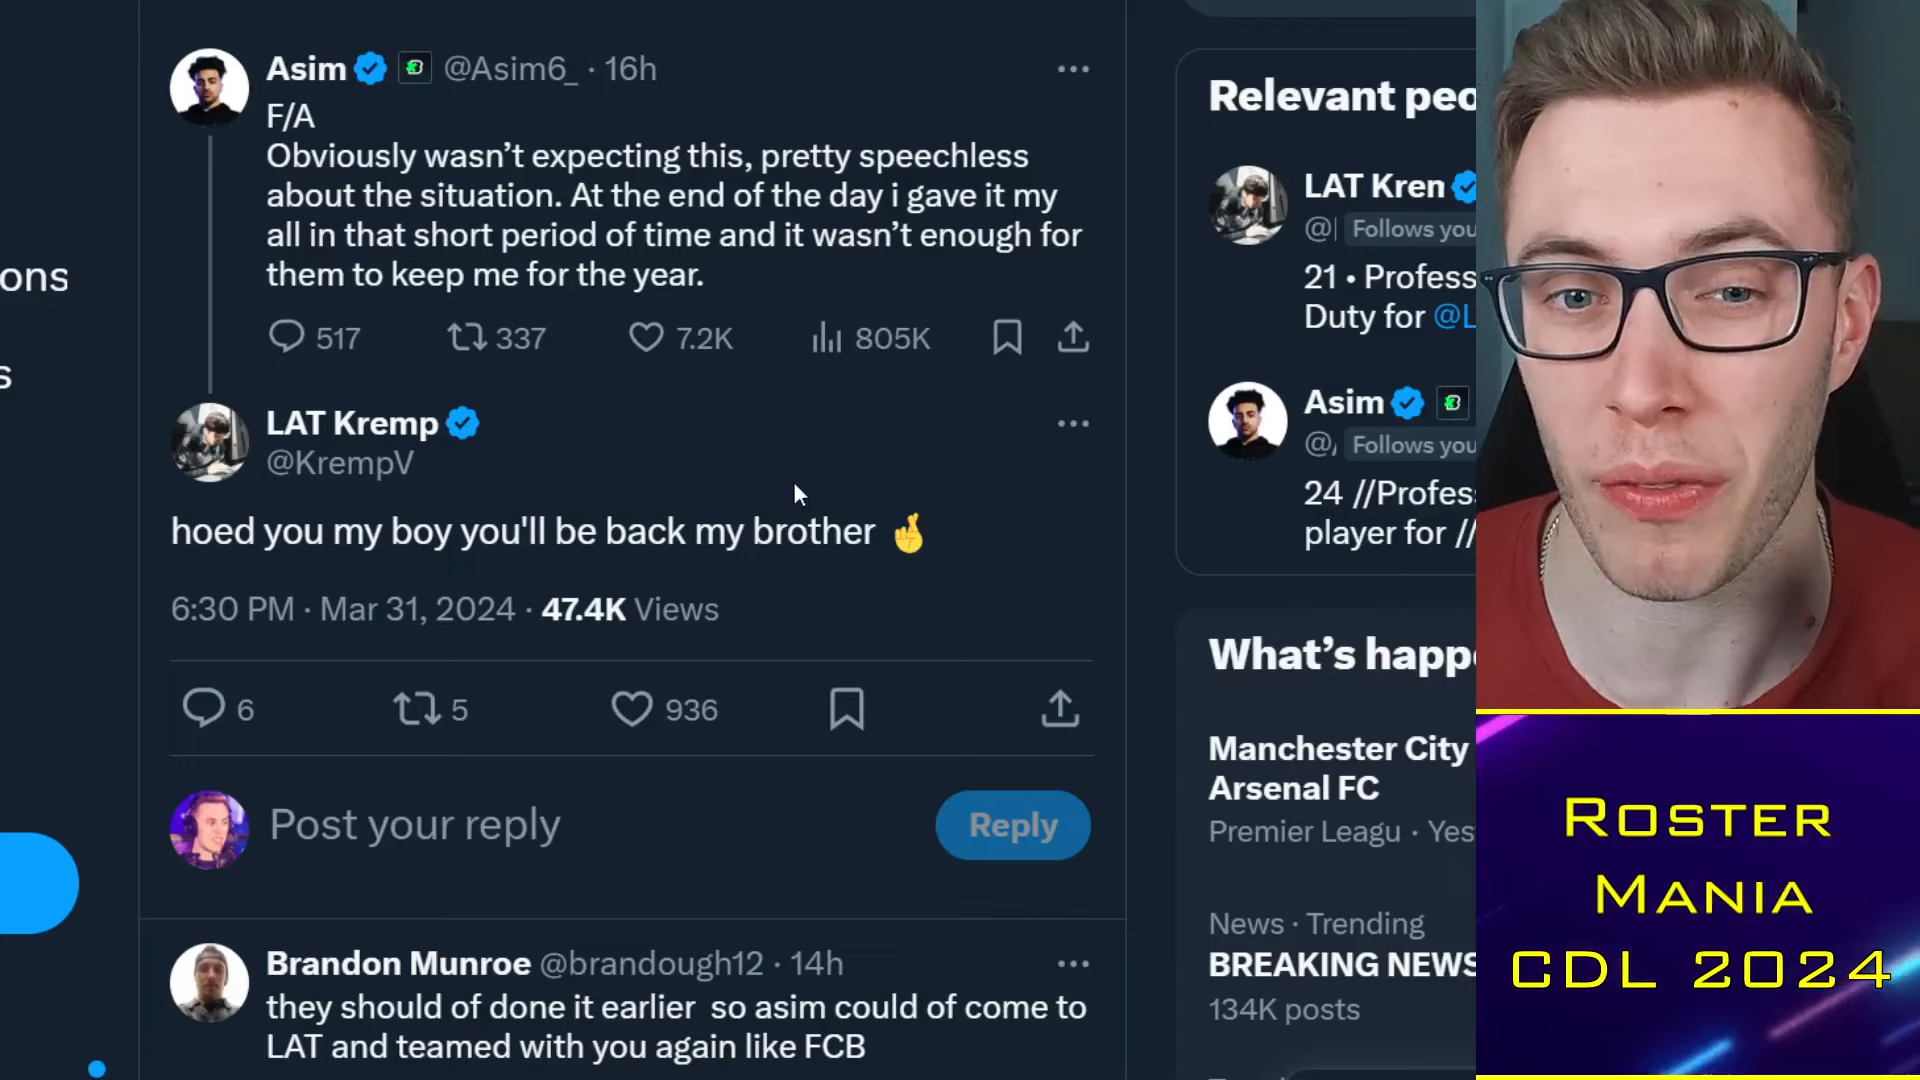 Asim @Asim6_ · 16h
F/A
Obviously wasn’t expecting this, pretty speechless
about the situation. At the end of the day i gave it my
all in that short period of time and it wasn’t enough for
them to keep me for the year.
517 337 7.2K 805K
LAT Kremp
@KrempV
hoed you my boy you'll be back my brother 🤞
6:30 PM · Mar 31, 2024 · 47.4K Views
6 5 936
Post your reply
Reply
Brandon Munroe @brandough12 · 14h
they should of done it earlier so asim could of come to
LAT and teamed with you again like FCB
ons
s
Relevant peo
LAT Kren
@ Follows you
21 • Profess
Duty for @L
Asim
@ Follows you
24 //Profes
player for //
What’s happ
Manchester City
Arsenal FC
Premier Leagu · Yes
News · Trending
BREAKING NEWS
134K posts
ROSTER
MANIA
CDL 2024